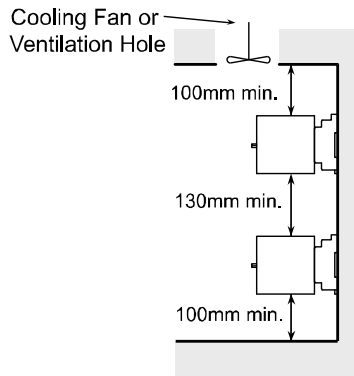 Cooling Fan or
Ventilation Hole
100mm min.
130mm min.
100mm min.